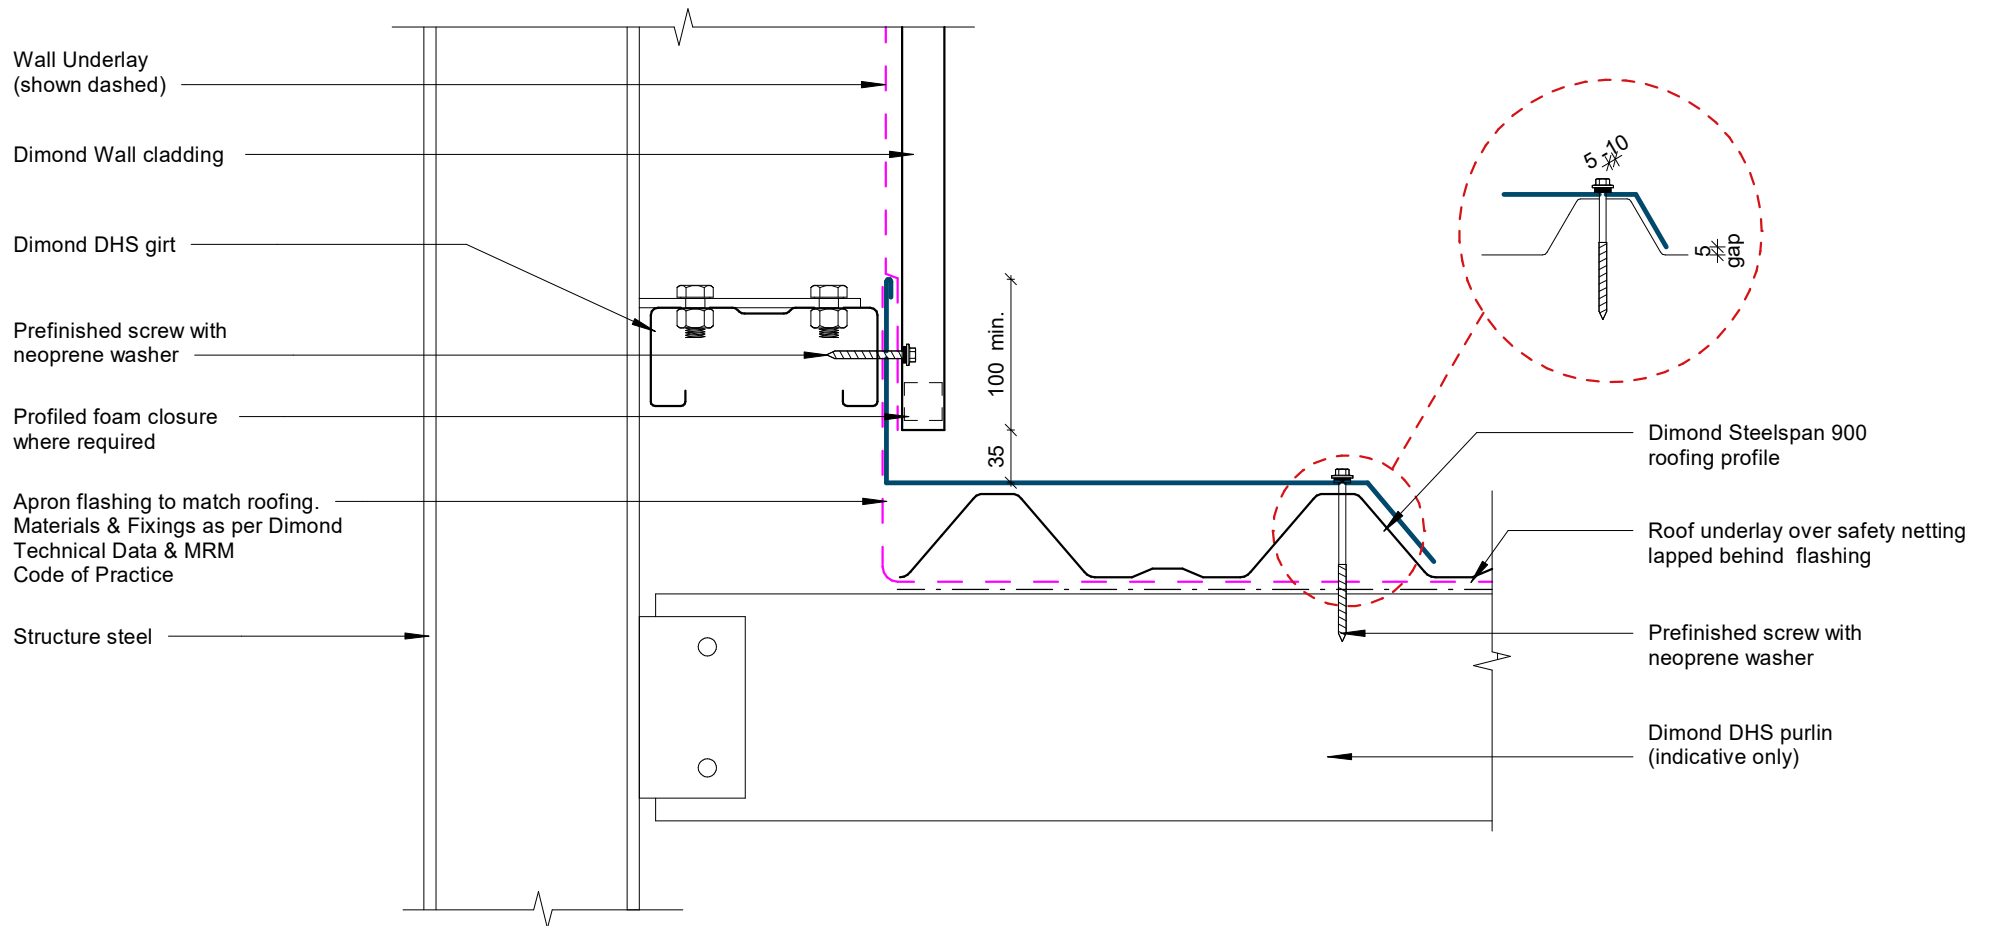 Wall Underlay
(shown dashed)
Dimond Wall cladding
Dimond DHS girt
Prefinished screw with
neoprene washer
Profiled foam closure
where required
Apron flashing to match roofing.
Materials & Fixings as per Dimond
Technical Data & MRM
Code of Practice
Structure steel
100 min.
35
5 -10
5
gap
Dimond Steelspan 900
roofing profile
Roof underlay over safety netting
lapped behind flashing
Prefinished screw with
neoprene washer
Dimond DHS purlin
(indicative only)